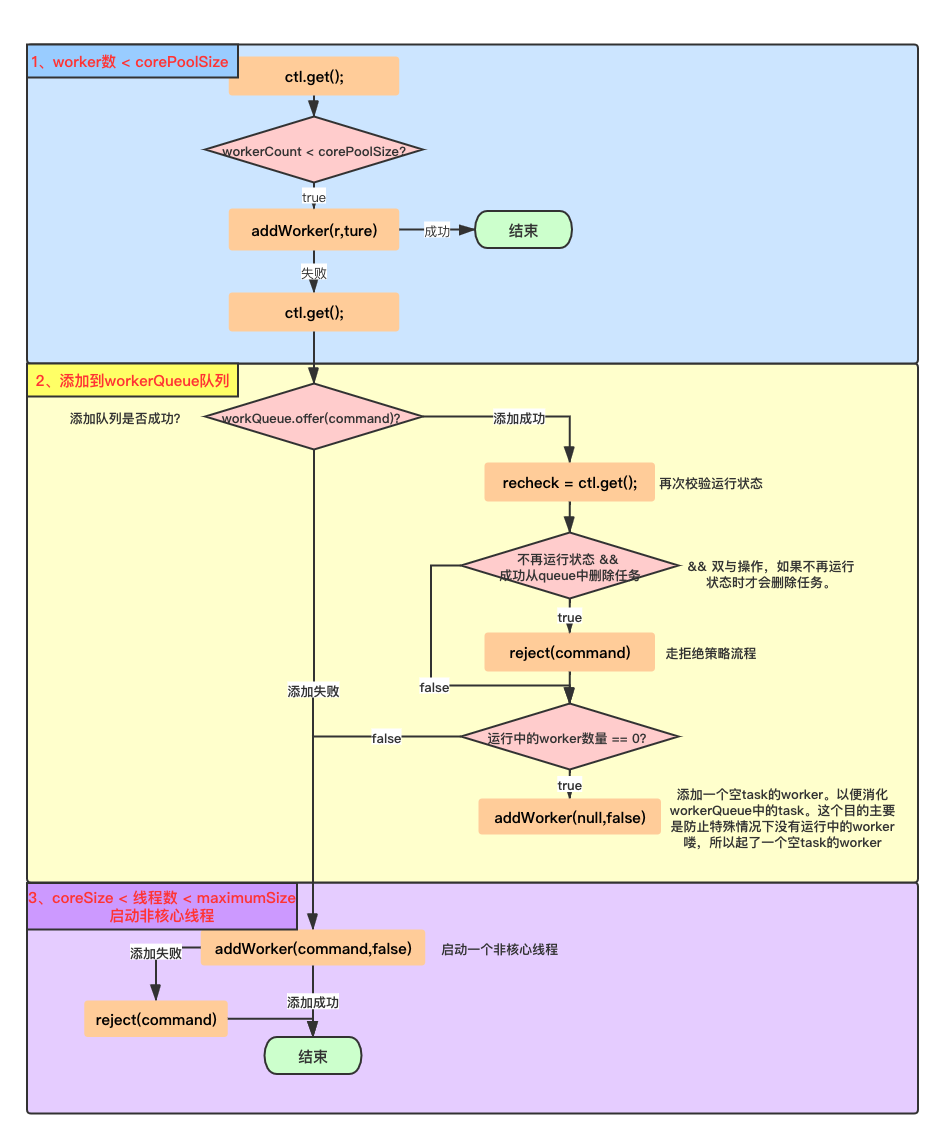 1、worker数 < corePoolSize
ctl.get();
workerCount < corePoolSize?
true
addWorker(r,ture)
成功
结束
失败
ctl.get();
2、添加到workerQueue队列
添加队列是否成功?
workQueue.offer(command)?
添加成功
recheck = ctl.get();
再次校验运行状态
不再运行状态 &&
成功从queue中删除任务
&& 双与操作，如果不再运行
状态时才会删除任务。
true
reject(command)
走拒绝策略流程
false
添加失败
运行中的worker数量 == 0?
false
true
addWorker(null,false)
添加一个空task的worker。以便消化
workerQueue中的task。这个目的主要
是防止特殊情况下没有运行中的worker
喽，所以起了一个空task的worker
3、coreSize < 线程数 < maximumSize
启动非核心线程
addWorker(command,false)
启动一个非核心线程
添加失败
添加成功
reject(command)
结束